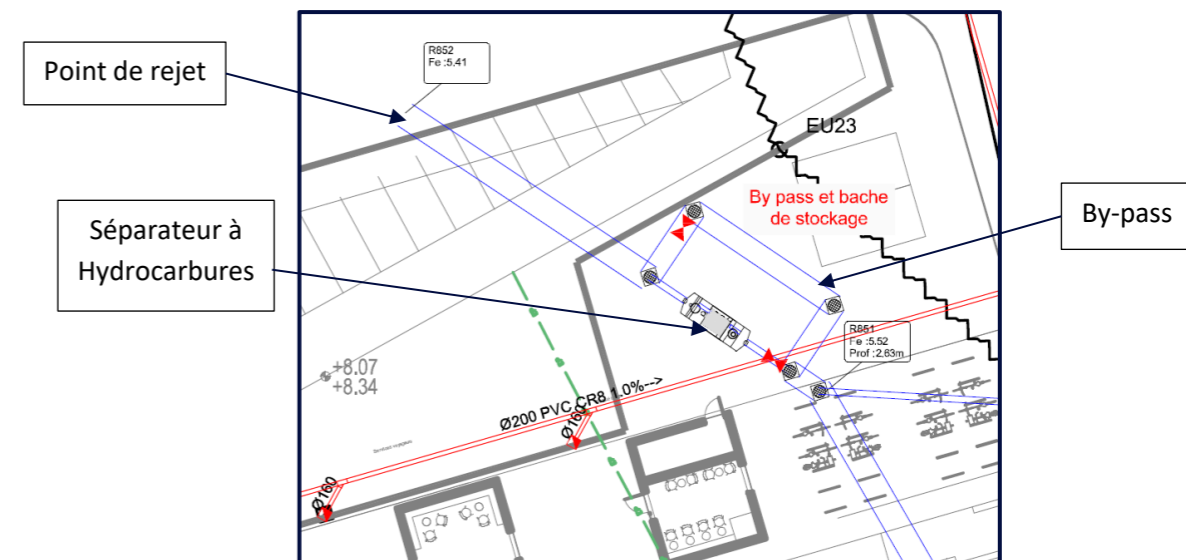 Point de rejet
R852
Fe :5.41
EU23
By pass et bache
de stockage
By-pass
Séparateur à
Hydrocarbures
R851
Fe :5.52
Prof :2.63m
+8.07
+8.34
Ø200 PVC CR8 1.0%-->
Ø160
Ø160